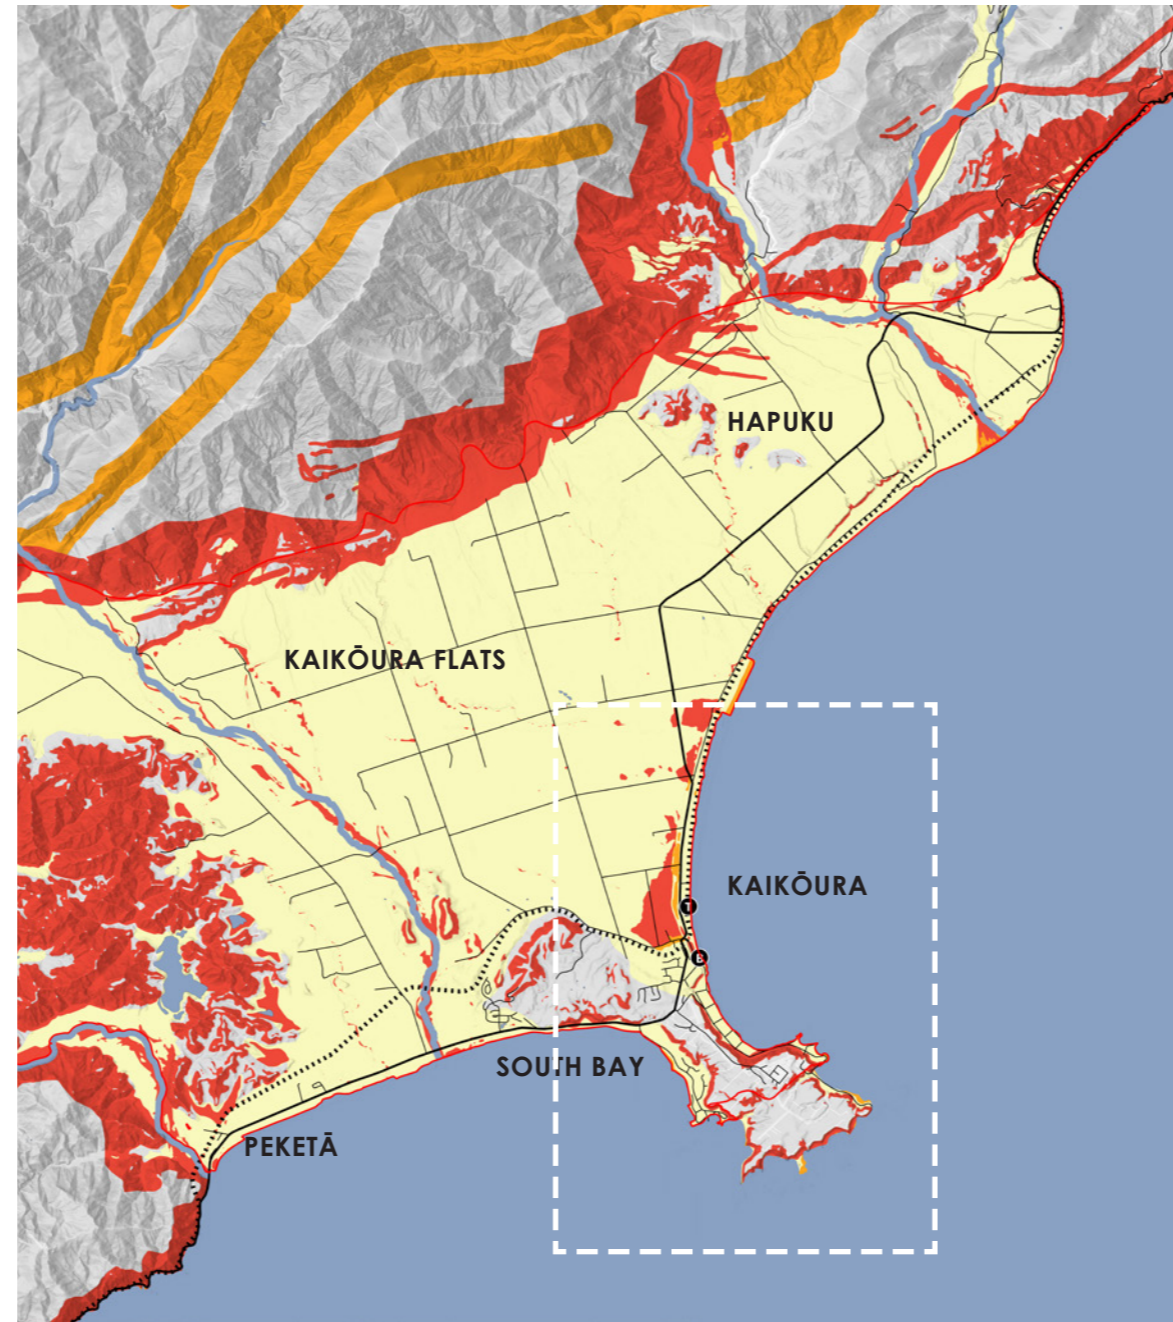 HAPUKU
KAIKŌURA FLATS
KAIKŌURA
T
B
SOUTH BAY
PEKETĀ